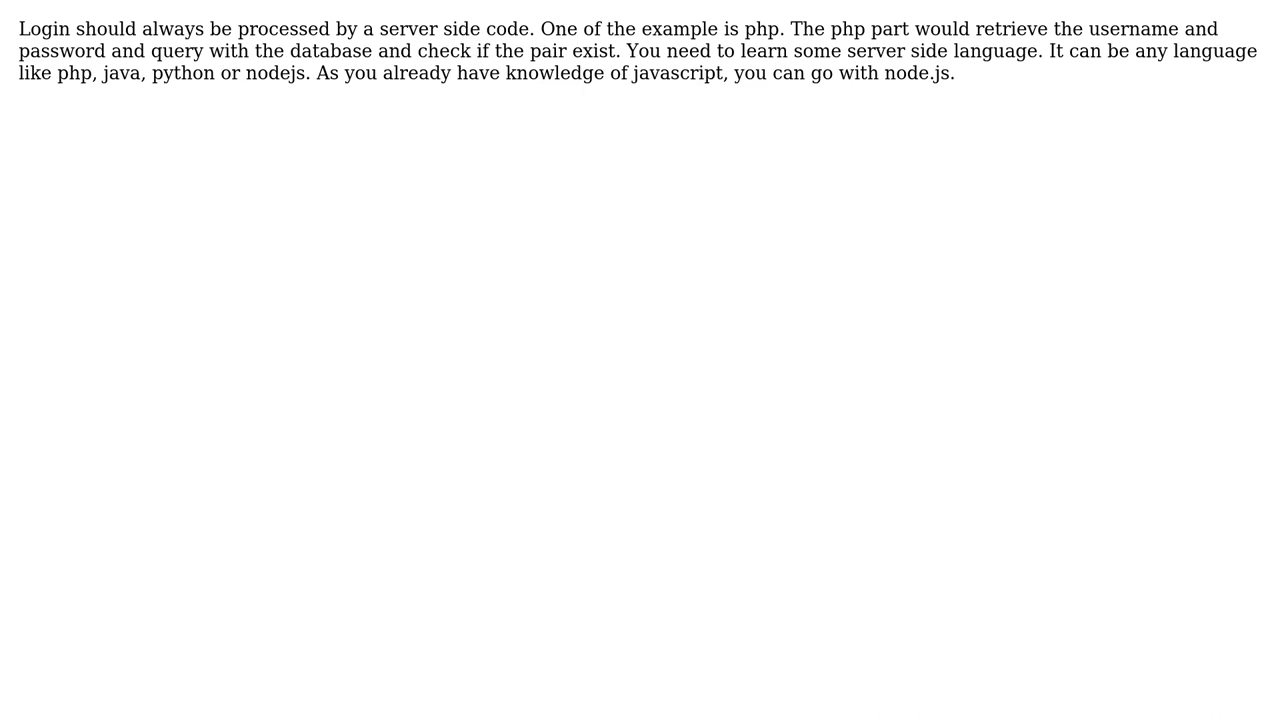 Login should always be processed by a server side code. One of the example is php. The php part would retrieve the username and
password and query with the database and check if the pair exist. You need to learn some server side language. It can be any language
like php, java, python or nodejs. As you already have knowledge of javascript, you can go with node.js.